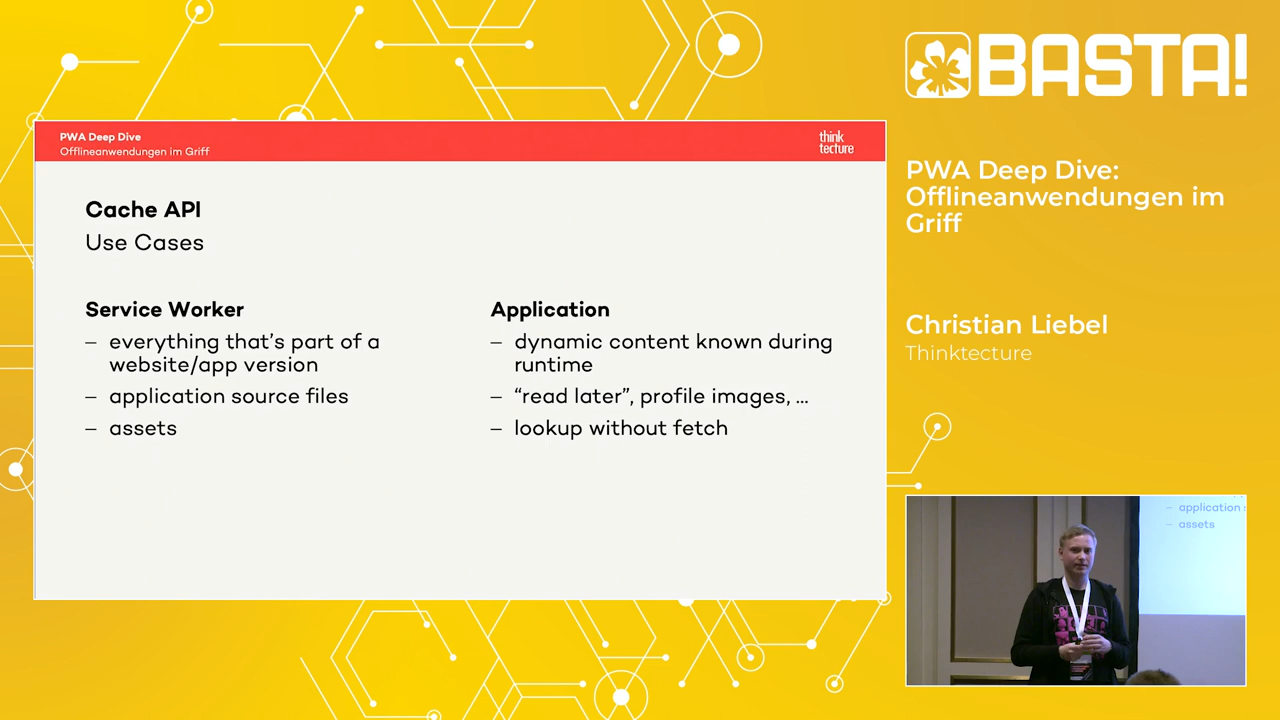 BASTA!
PWA Deep Dive
Offlineanwendungen im Griff
think
tecture
Cache API
Use Cases
Service Worker
– everything that’s part of a
website/app version
– application source files
– assets
Application
– dynamic content known during
runtime
– “read later”, profile images, …
– lookup without fetch
PWA Deep Dive:
Offlineanwendungen im
Griff
Christian Liebel
Thinktecture
– application
– assets